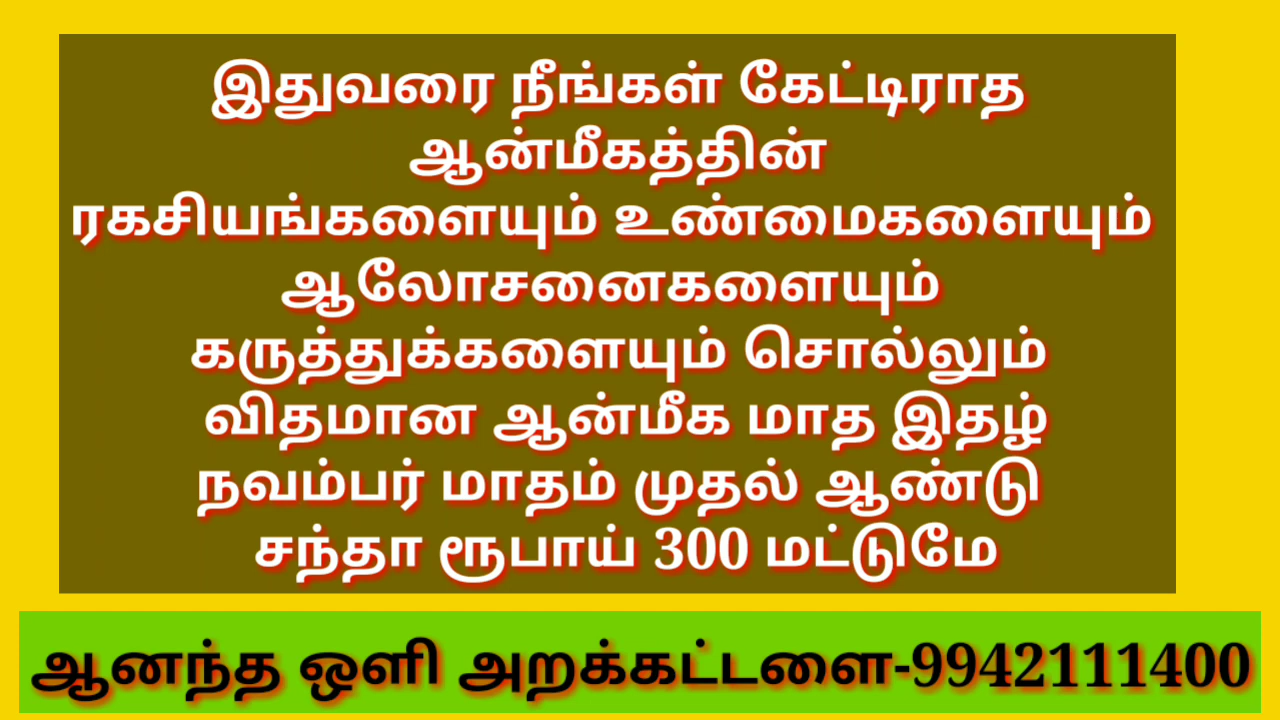 இதுவரை நீங்கள் கேட்டிராத
ஆன்மீகத்தின்
ரகசியங்களையும் உண்மைகளையும்
ஆலோசனைகளையும்
கருத்துக்களையும் சொல்லும்
விதமான ஆன்மீக மாத இதழ்
நவம்பர் மாதம் முதல் ஆண்டு
சந்தா ரூபாய் 300 மட்டுமே
ஆனந்த ஒளி அறக்கட்டளை-9942111400